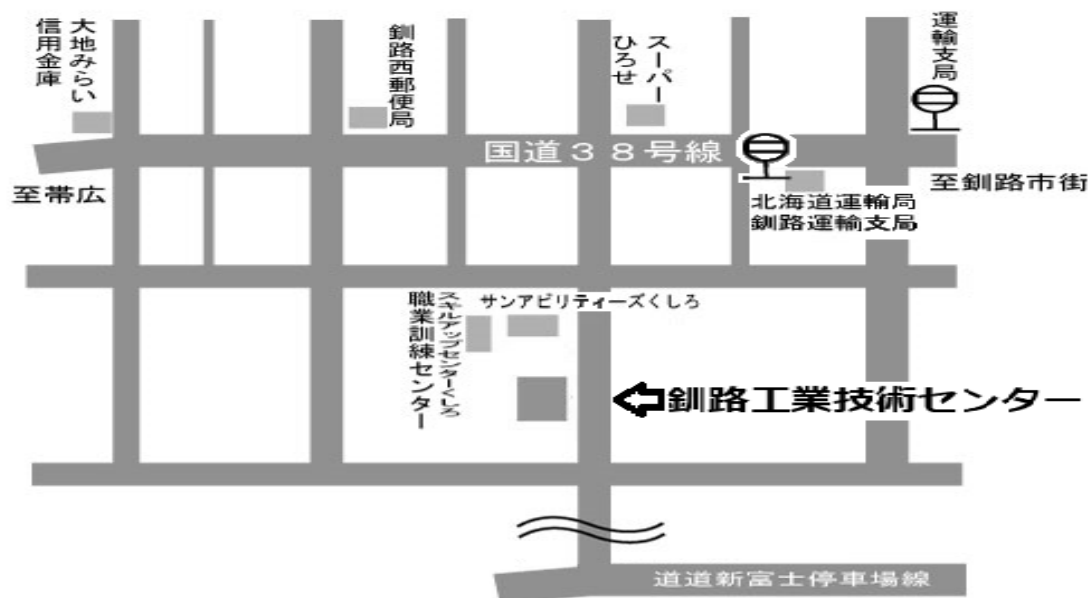 大地みらい
信用金庫
釧路西郵便局
スーパー
ひろせ
運輸支局
国道３８号線
至帯広
至釧路市街
北海道運輸局
釧路運輸支局
サンアビリティーズくしろ
スキルアップセンターくしろ
職業訓練センター
釧路工業技術センター
道道新富士停車場線